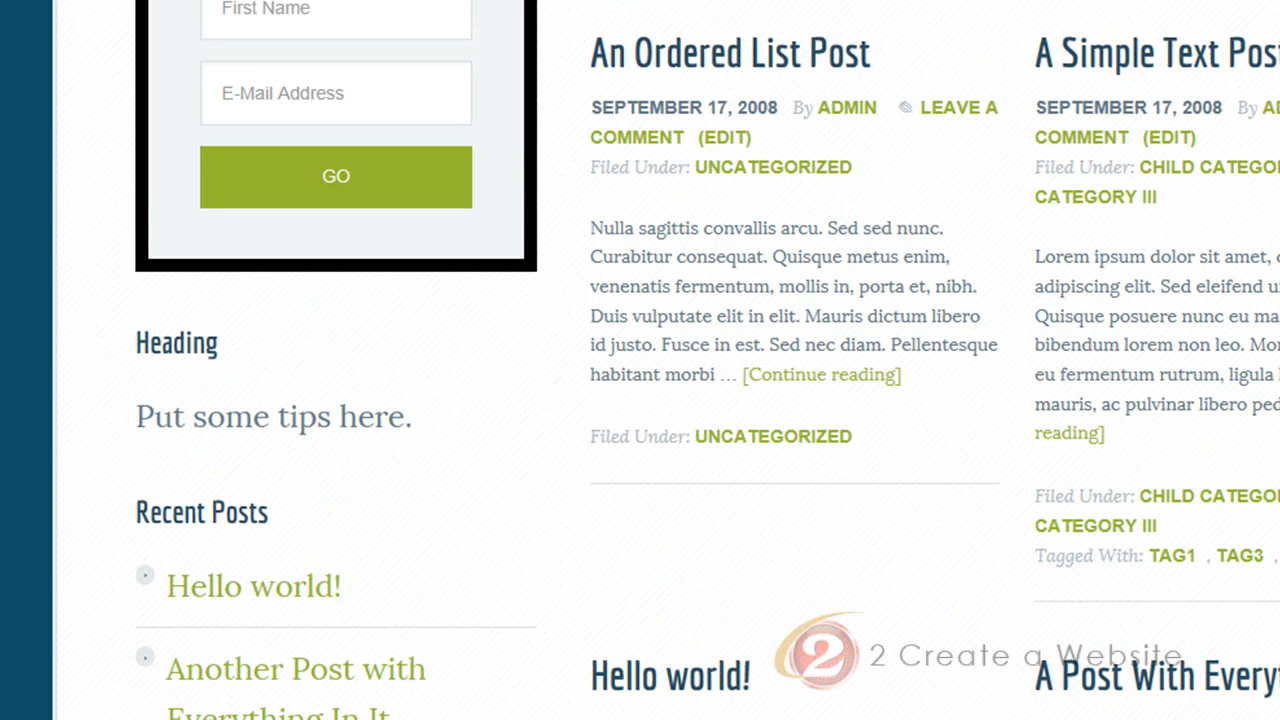 First Name
E-Mail Address
GO
Heading
Put some tips here.
Recent Posts
Hello world!
Another Post with
Everything In It
An Ordered List Post
SEPTEMBER 17, 2008 By ADMIN LEAVE A
COMMENT (EDIT)
Filed Under: UNCATEGORIZED
Nulla sagittis convallis arcu. Sed sed nunc.
Curabitur consequat. Quisque metus enim,
venenatis fermentum, mollis in, porta et, nibh.
Duis vulputate elit in elit. Mauris dictum libero
id justo. Fusce in est. Sed nec diam. Pellentesque
habitant morbi … [Continue reading]
Filed Under: UNCATEGORIZED
Hello world!
A Simple Text Post
SEPTEMBER 17, 2008 By
COMMENT (EDIT)
Filed Under: CHILD CATEGO
CATEGORY III
Lorem ipsum dolor sit amet,
adipiscing elit. Sed eleifend
Quisque posuere nunc eu
bibendum lorem non leo.
eu fermentum rutrum, ligula
mauris, ac pulvinar libero
reading]
Filed Under: CHILD CATEGO
CATEGORY III
Tagged With: TAG1 , TAG3 ,
A Post With
2 2 Create a Website